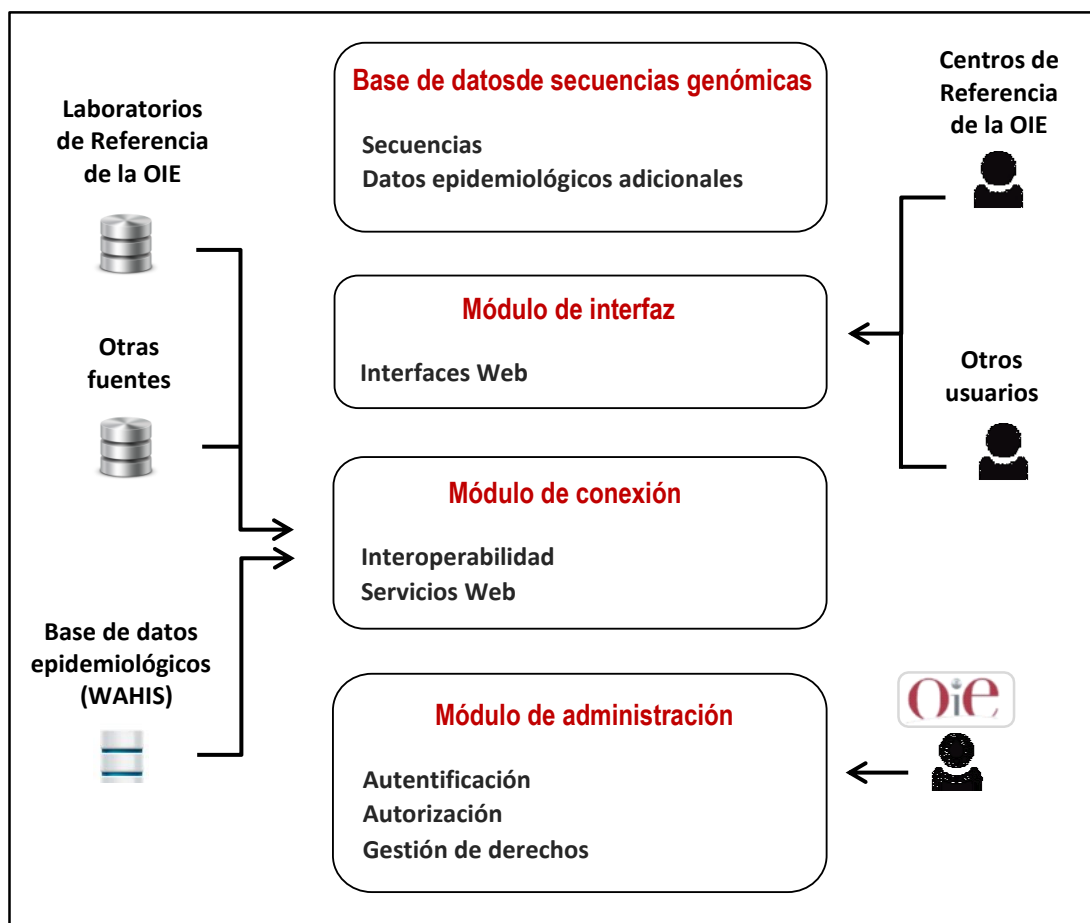 Laboratorios
de Referencia
de la OIE
Otras
fuentes
Base de datos
epidemiológicos
(WAHIS)
Base de datosde secuencias genómicas
Secuencias
Datos epidemiológicos adicionales
Módulo de interfaz
Interfaces Web
Módulo de conexión
Interoperabilidad
Servicios Web
Módulo de administración
Autentificación
Autorización
Gestión de derechos
Centros de
Referencia
de la OIE
Otros
usuarios
Oie